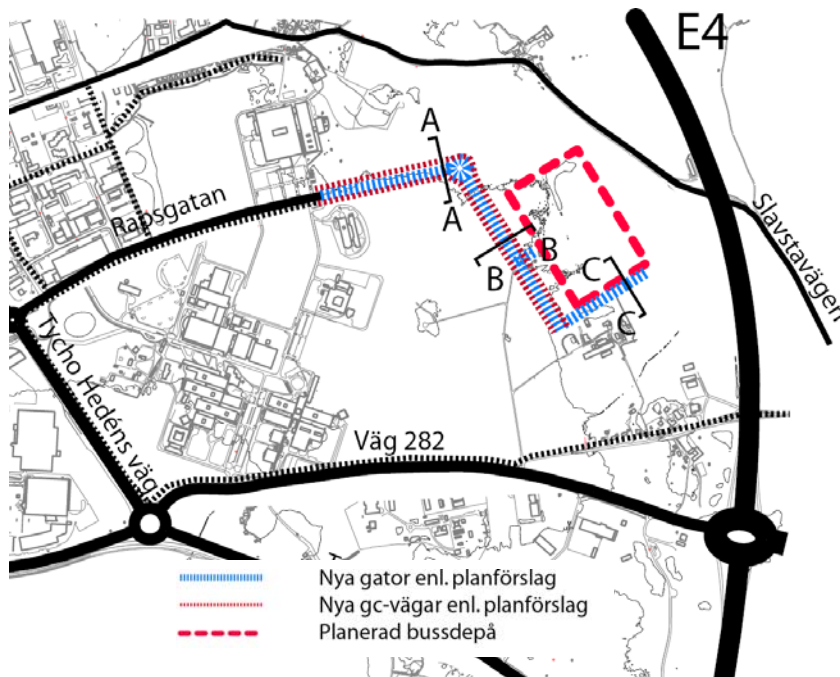 E4
A
A
Rapsgatan
B
B
C
C
Slavstavägen
Tycho Hedéns väg
Väg 282
Nya gator enl. planförslag
Nya gc-vägar enl. planförslag
Planerad bussdepå